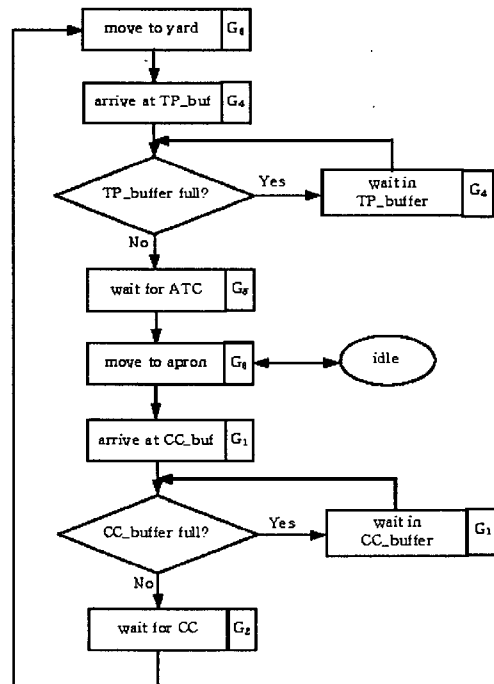 move to yard G6
arrive at TP_buf G4
TP_buffer full?
Yes
wait in
TP_buffer
G4
No
wait for ATC G5
move to apron G6
idle
arrive at CC_buf G1
CC_buffer full?
Yes
wait in
CC_buffer
G1
No
wait for CC G2